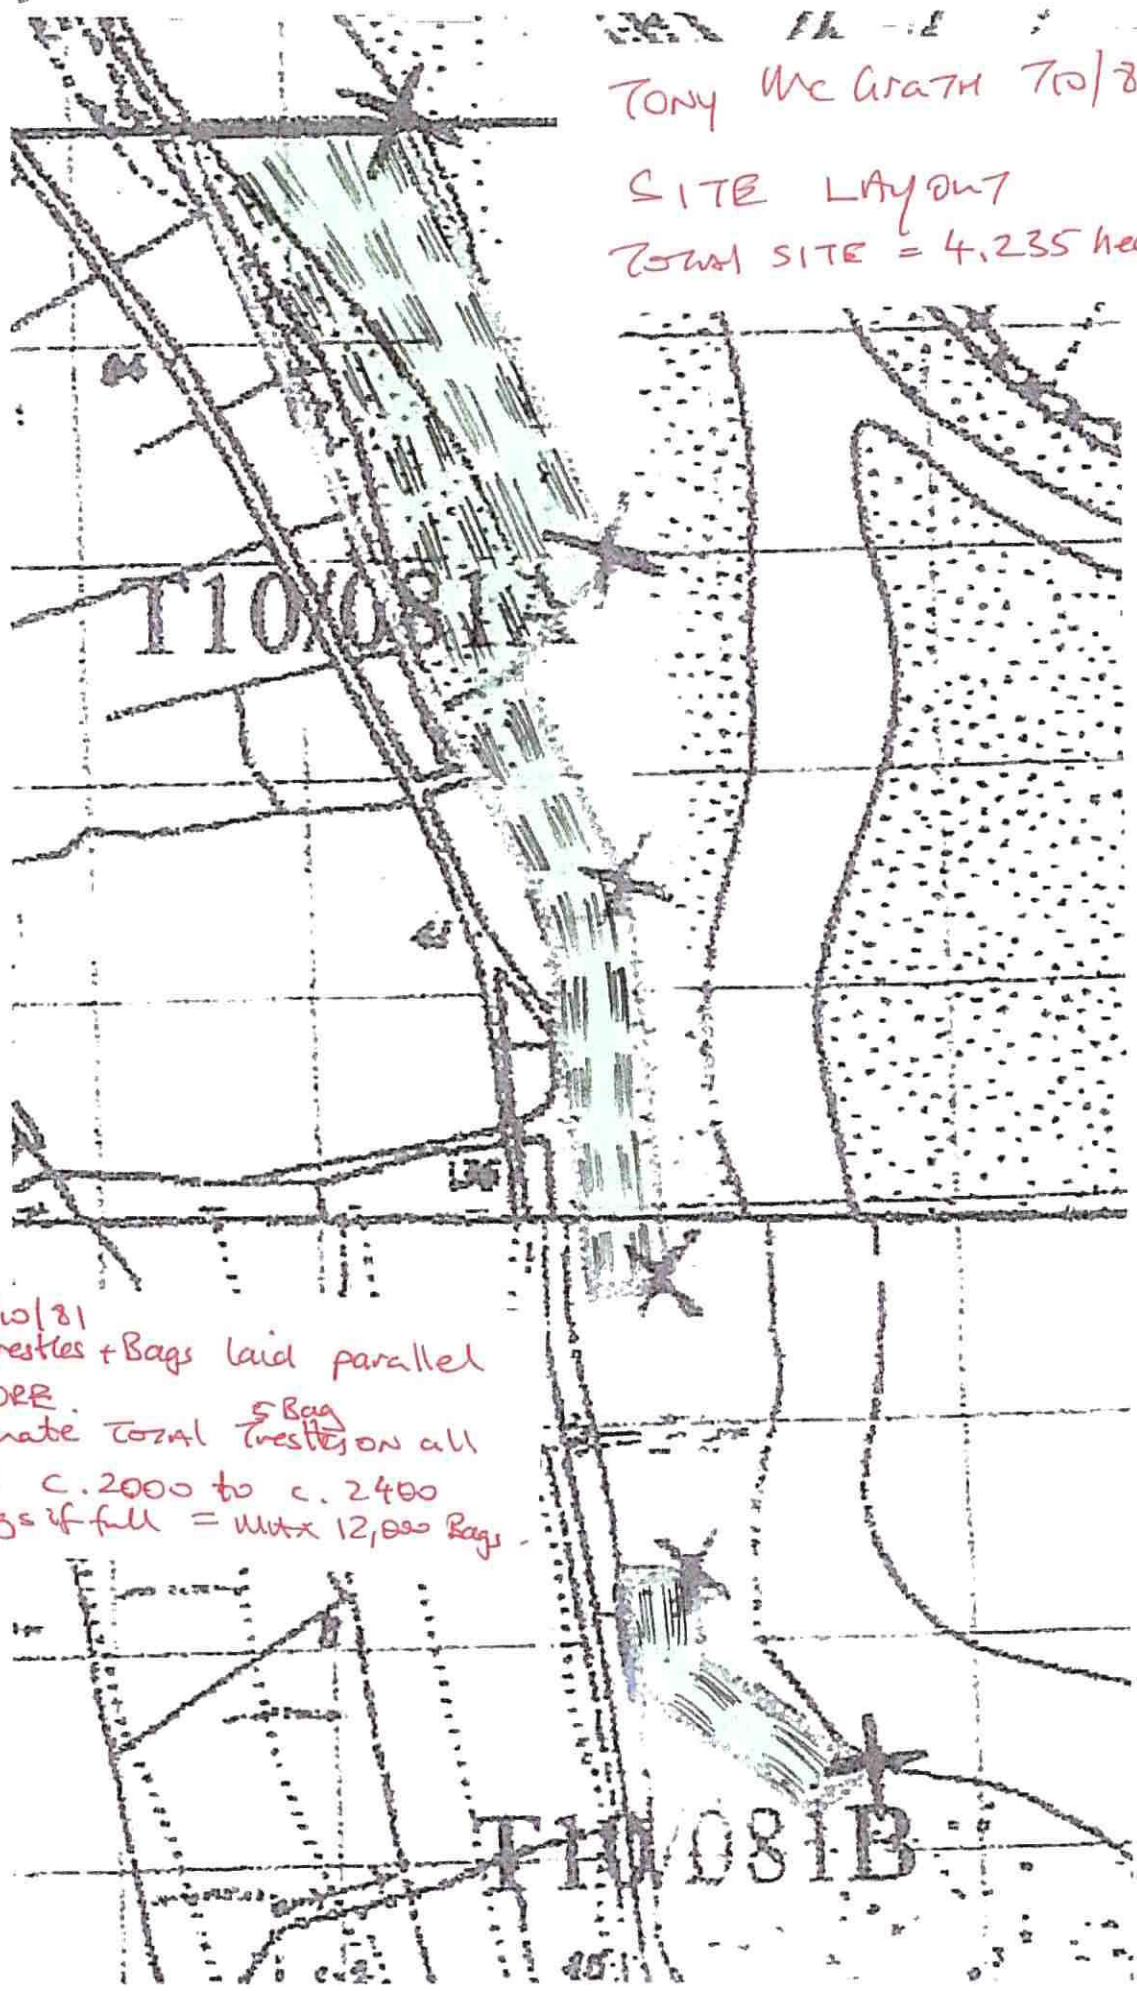 TONY McGrath T10/8
SITE LAYOUT
Total SITE = 4.235 hec
T10/081A
10/81
restles + Bags laid parallel
ORE.
5 Bag
mate TOTAL Trestles ON all
c. 2000 to c. 2400
gs if full = MAX 12,000 Bags.
T10/081B